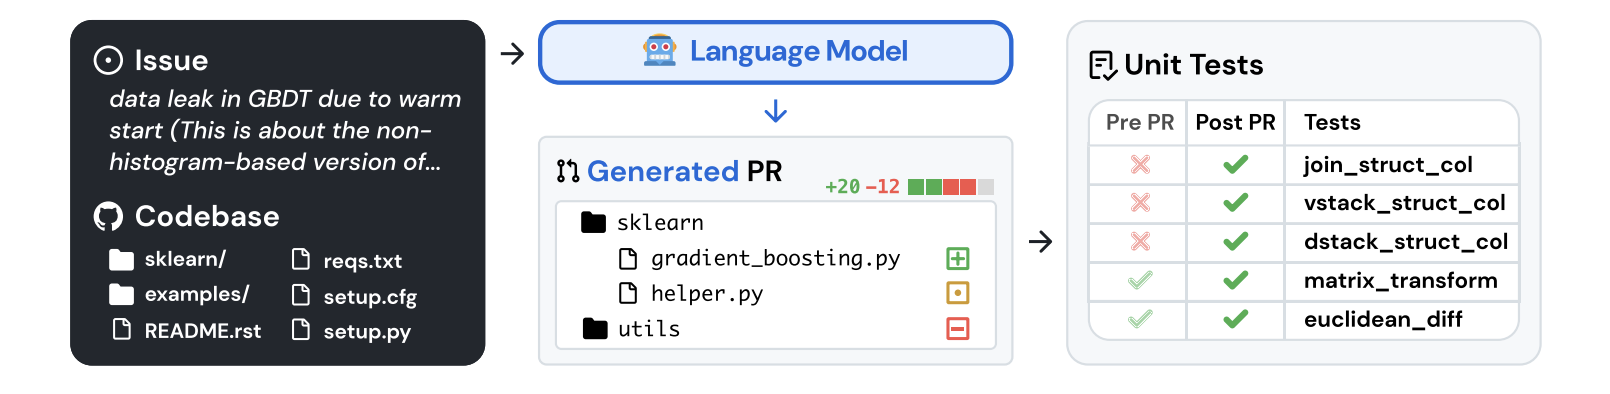 Issue
data leak in GBDT due to warm
start (This is about the non-
histogram-based version of...
Codebase
sklearn/
reqs.txt
examples/
setup.cfg
README.rst
setup.py
Language Model
Generated PR
+20 -12
sklearn
gradient_boosting.py
helper.py
utils
Unit Tests
Pre PR Post PR Tests
join_struct_col
vstack_struct_col
dstack_struct_col
matrix_transform
euclidean_diff